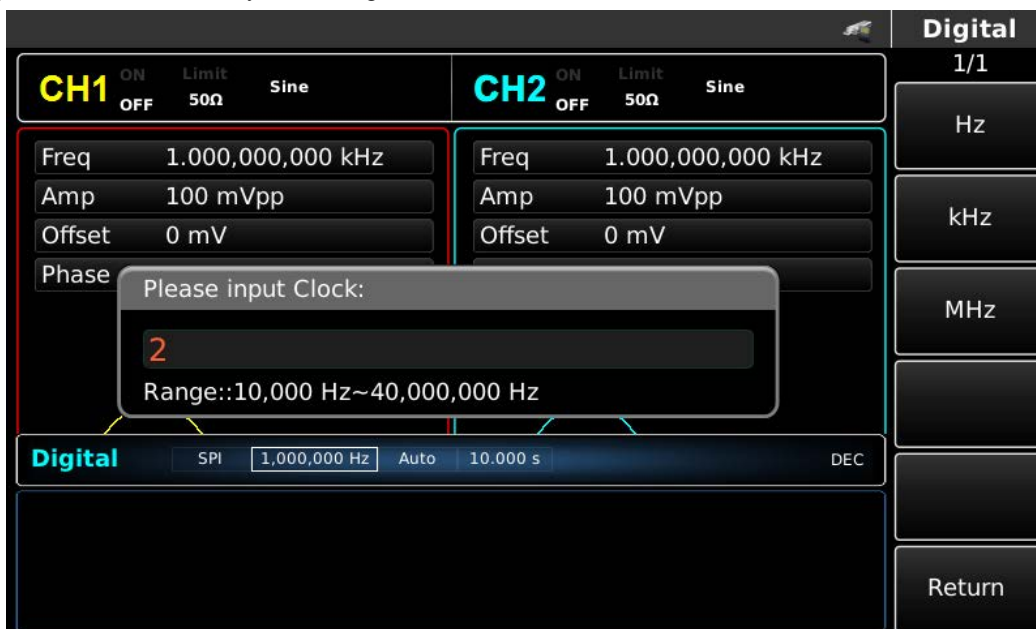 Digital
1/1
CH1 ON OFF Limit 50Ω Sine
CH2 ON OFF Limit 50Ω Sine
Hz
Freq 1.000,000,000 kHz
Freq 1.000,000,000 kHz
Amp 100 mVpp
Amp 100 mVpp
kHz
Offset 0 mV
Offset 0 mV
Phase
Please input Clock:
MHz
2
Range::10,000 Hz~40,000,000 Hz
Digital SPI 1,000,000 Hz Auto 10.000 s DEC
Return